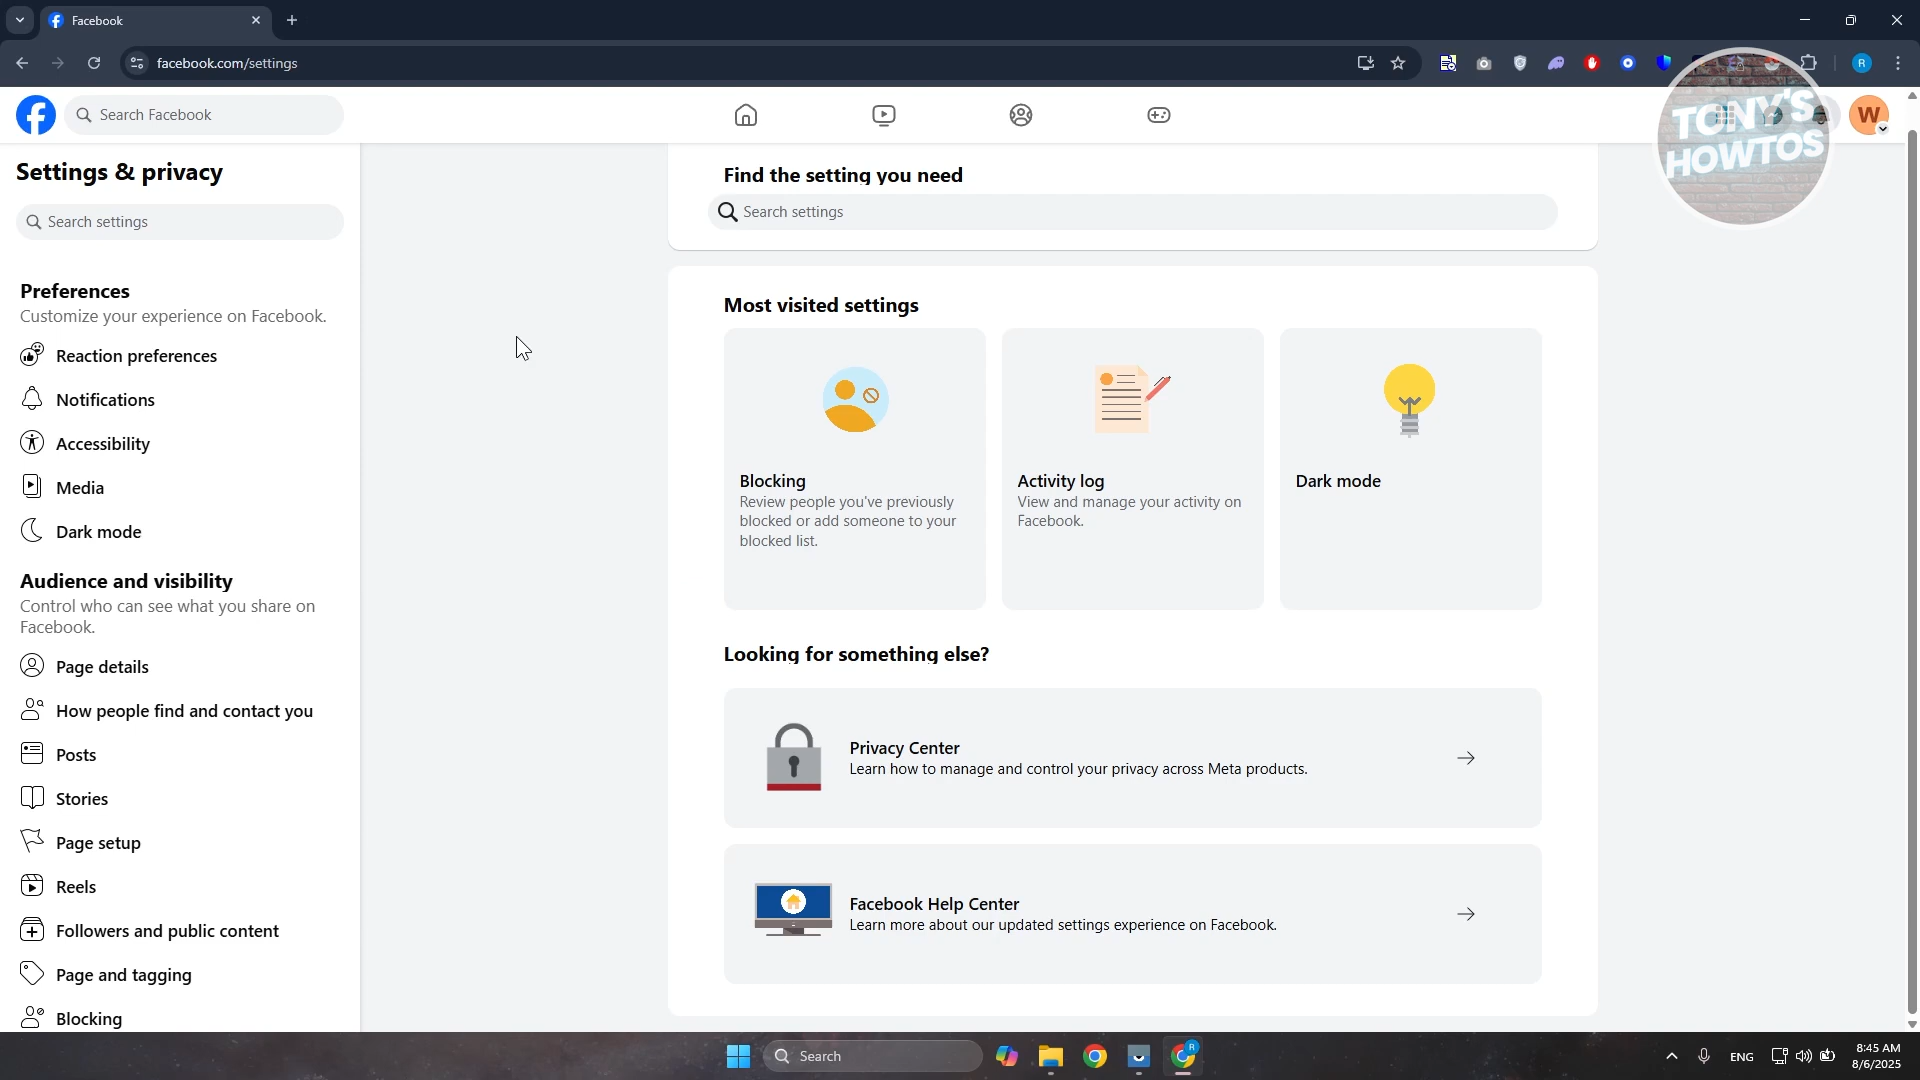 Facebook
facebook.com/settings
R
Search Facebook
W
TONY'S
HOWTOS
Settings & privacy
Search settings
Preferences
Customize your experience on Facebook.
Reaction preferences
Notifications
Accessibility
Media
Dark mode
Audience and visibility
Control who can see what you share on
Facebook.
Page details
How people find and contact you
Posts
Stories
Page setup
Reels
Followers and public content
Page and tagging
Blocking
Find the setting you need
Search settings
Most visited settings
Blocking
Review people you've previously
blocked or add someone to your
blocked list.
Activity log
View and manage your activity on
Facebook.
Dark mode
Looking for something else?
Privacy Center
Learn how to manage and control your privacy across Meta products.
Facebook Help Center
Learn more about our updated settings experience on Facebook.
Search
R
ENG
8:45 AM
8/6/2025